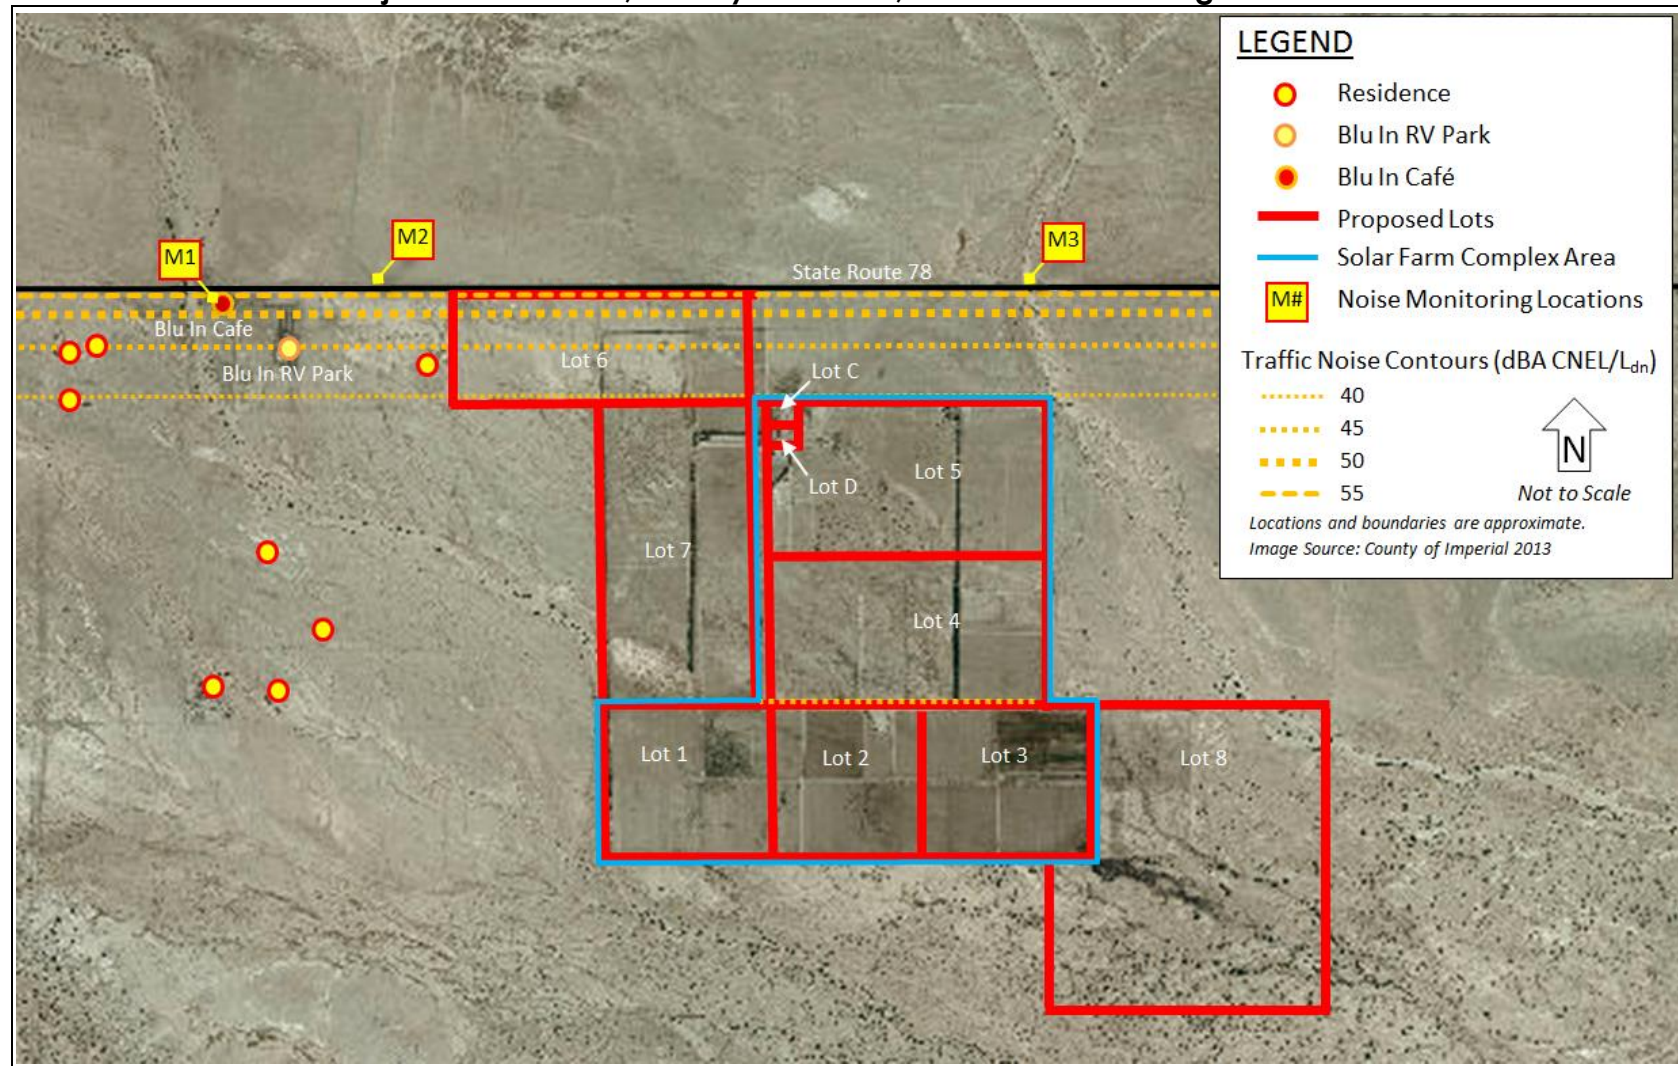 LEGEND
Residence
Blu In RV Park
Blu In Café
Proposed Lots
Solar Farm Complex Area
M# Noise Monitoring Locations
Traffic Noise Contours (dBA CNEL/Ldn)
40
45
50
55
N
Not to Scale
Locations and boundaries are approximate.
Image Source: County of Imperial 2013
M1
M2
M3
State Route 78
Blu In Cafe
Blu In RV Park
Lot 6
Lot C
Lot D
Lot 5
Lot 7
Lot 4
Lot 1
Lot 2
Lot 3
Lot 8